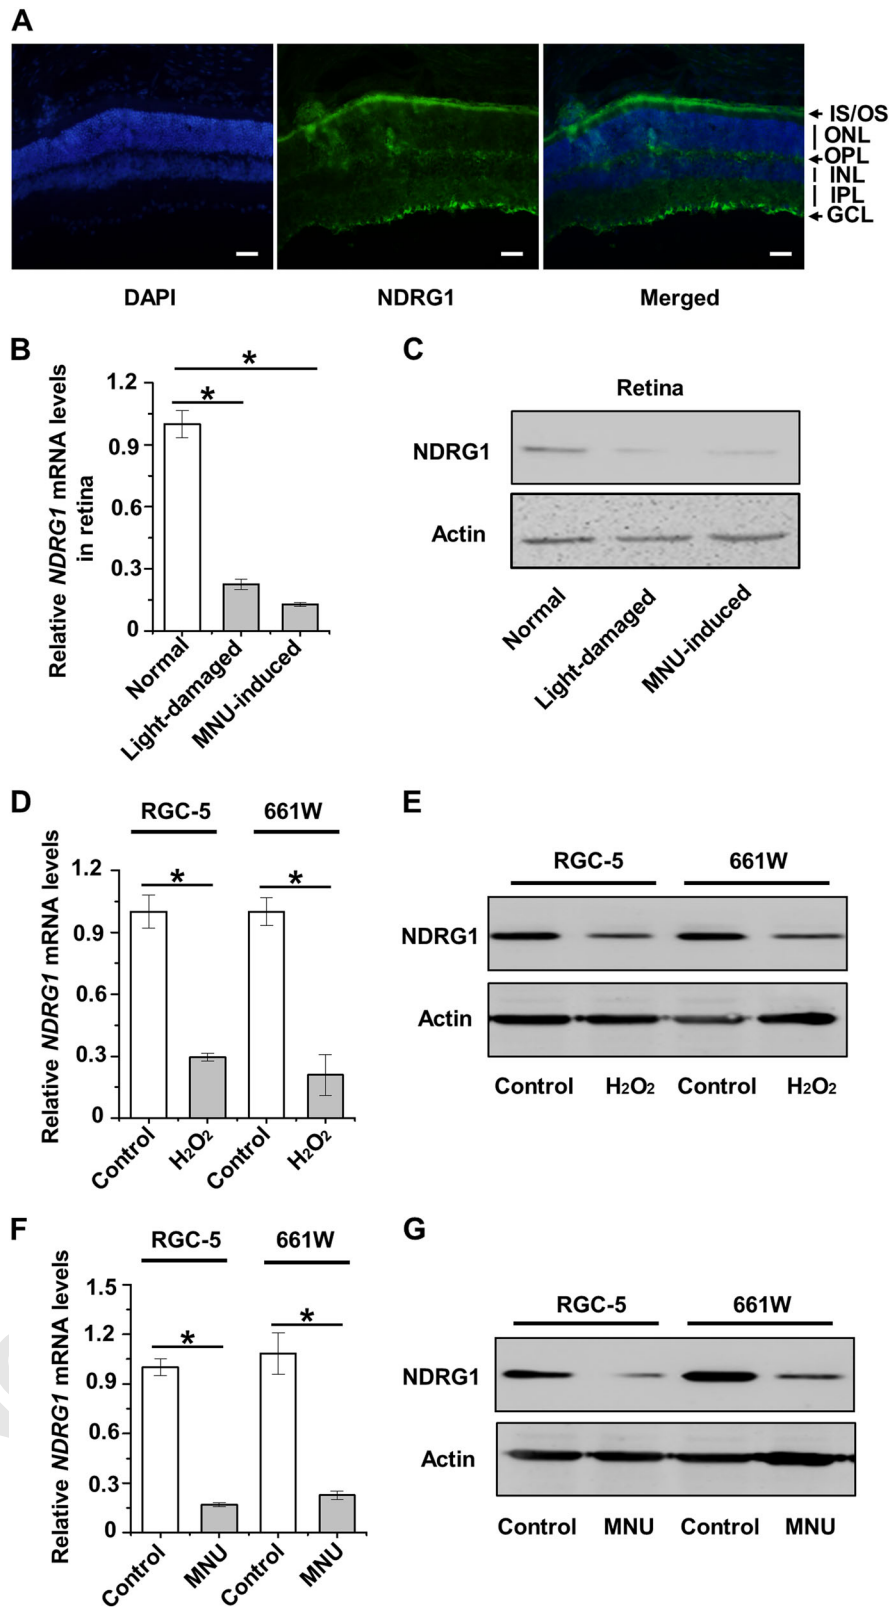 A
IS/OS
ONL
OPL
INL
IPL
GCL
DAPI
NDRG1
Merged
B
Relative NDRG1 mRNA levels
in retina
1.2
0.9
0.6
0.3
0
*
*
Normal
Light-damaged
MNU-induced
C
Retina
NDRG1
Actin
Normal
Light-damaged
MNU-induced
D
RGC-5
661W
Relative NDRG1 mRNA levels
1.2
0.9
0.6
0.3
0
*
*
Control
H2O2
Control
H2O2
E
RGC-5
661W
NDRG1
Actin
Control
H2O2
Control
H2O2
F
RGC-5
661W
Relative NDRG1 mRNA levels
1.5
1.2
0.9
0.6
0.3
0
*
*
Control
MNU
Control
MNU
G
RGC-5
661W
NDRG1
Actin
Control
MNU
Control
MNU